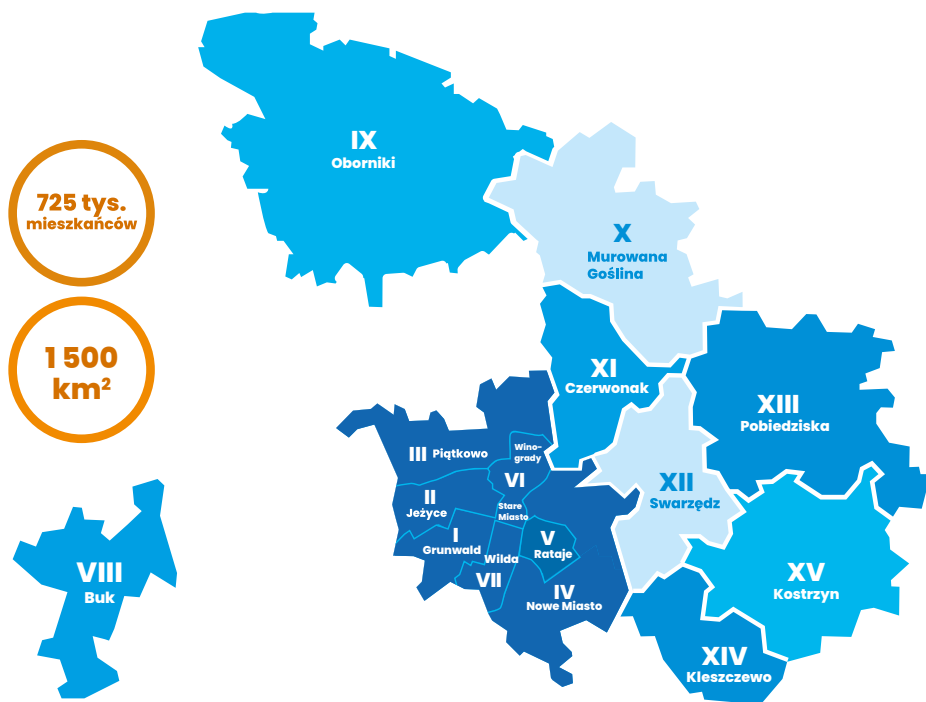 IX
Oborniki
725 tys.
mieszkańców
X
Murowana
Goślina
1 500
km²
XI
Czerwonak
XIII
Pobiedziska
III Piątkowo
Wino-
grady
VI
XII
Swarzędz
II
Jeżyce
Stare
Miasto
I
Grunwald
V
Rataje
Wilda
VII
VIII
Buk
IV
Nowe Miasto
XV
Kostrzyn
XIV
Kleszczewo